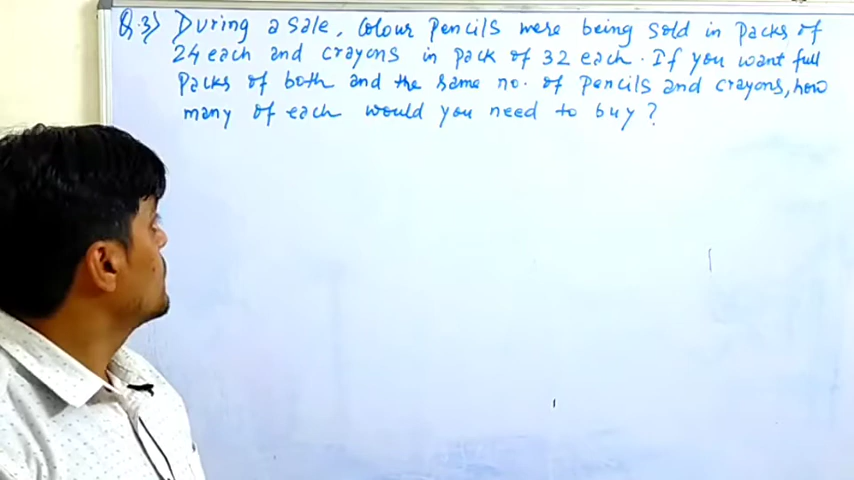 Q.3) During a sale, colour pencils were being sold in packs of
24 each and crayons in pack of 32 each. If you want full
packs of both and the same no. of pencils and crayons, how
many of each would you need to buy?